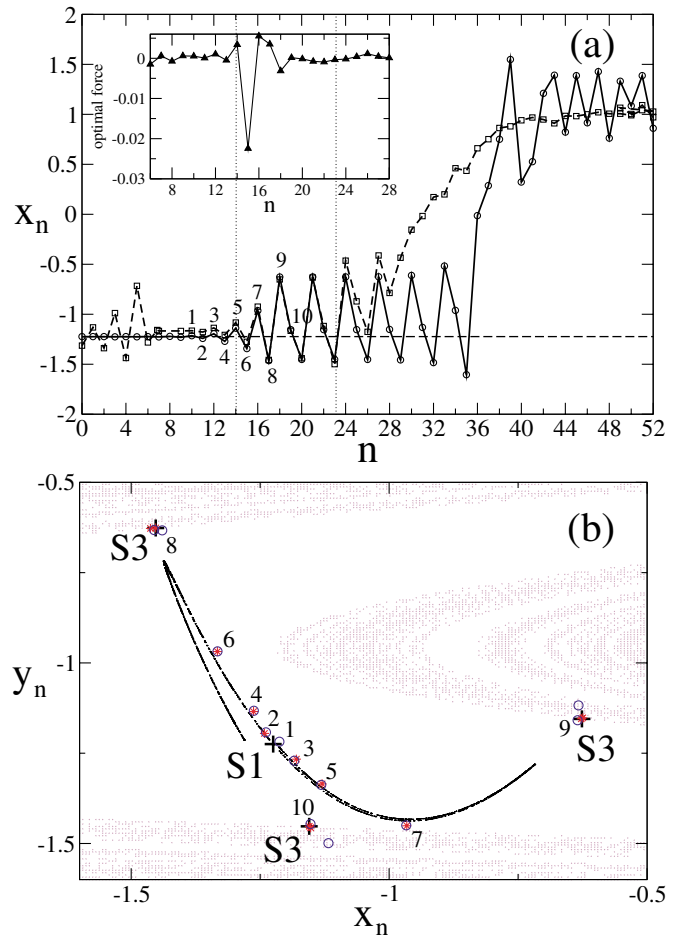 (a)
2
1.5
1
0.5
0
-0.5
-1
-1.5
-2
x_n
0 4 8 12 16 20 24 28 32 36 40 44 48 52
n
optimal force
0
-0.01
-0.02
-0.03
8 12 16 20 24 28
n
1 2 3 4 5 6 7 8 9 10
(b)
-0.5
-1
-1.5
y_n
-1.5 -1 -0.5
x_n
S3 8
6
4
2 1
S1 3
5
9 S3
10
S3 7